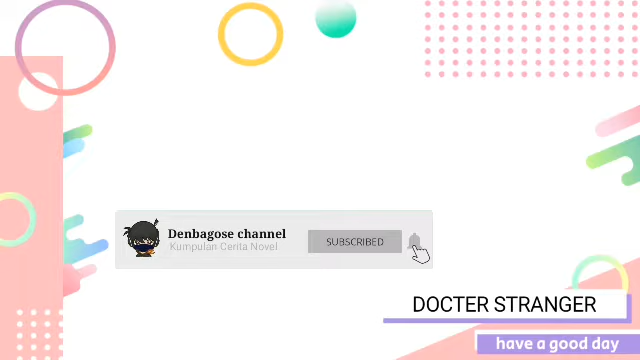 Denbagose channel
Kumpulan Cerita Novel
SUBSCRIBED
DOCTER STRANGER
have a good day